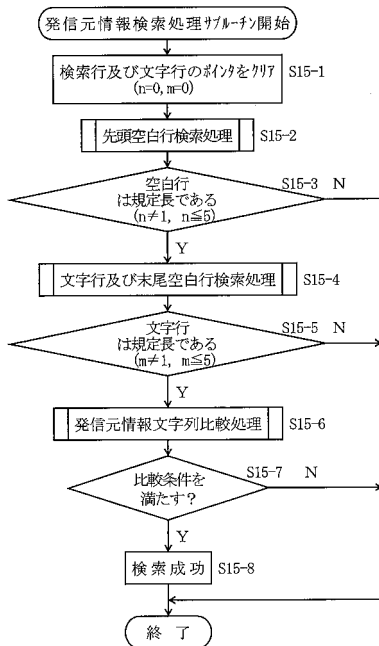 発信元情報検索処理サブルーチン開始
検索行及び文字行のポインタをクリア
(n=0,m=0)
S15-1
先頭空白行検索処理
S15-2
空白行
は規定長である
(n≠1, n≦5)
S15-3
N
Y
文字行及び末尾空白行検索処理
S15-4
文字行
は規定長である
(m≠1, m≦5)
S15-5
N
Y
発信元情報文字列比較処理
S15-6
比較条件を
満たす?
S15-7
N
Y
検索成功
S15-8
終了